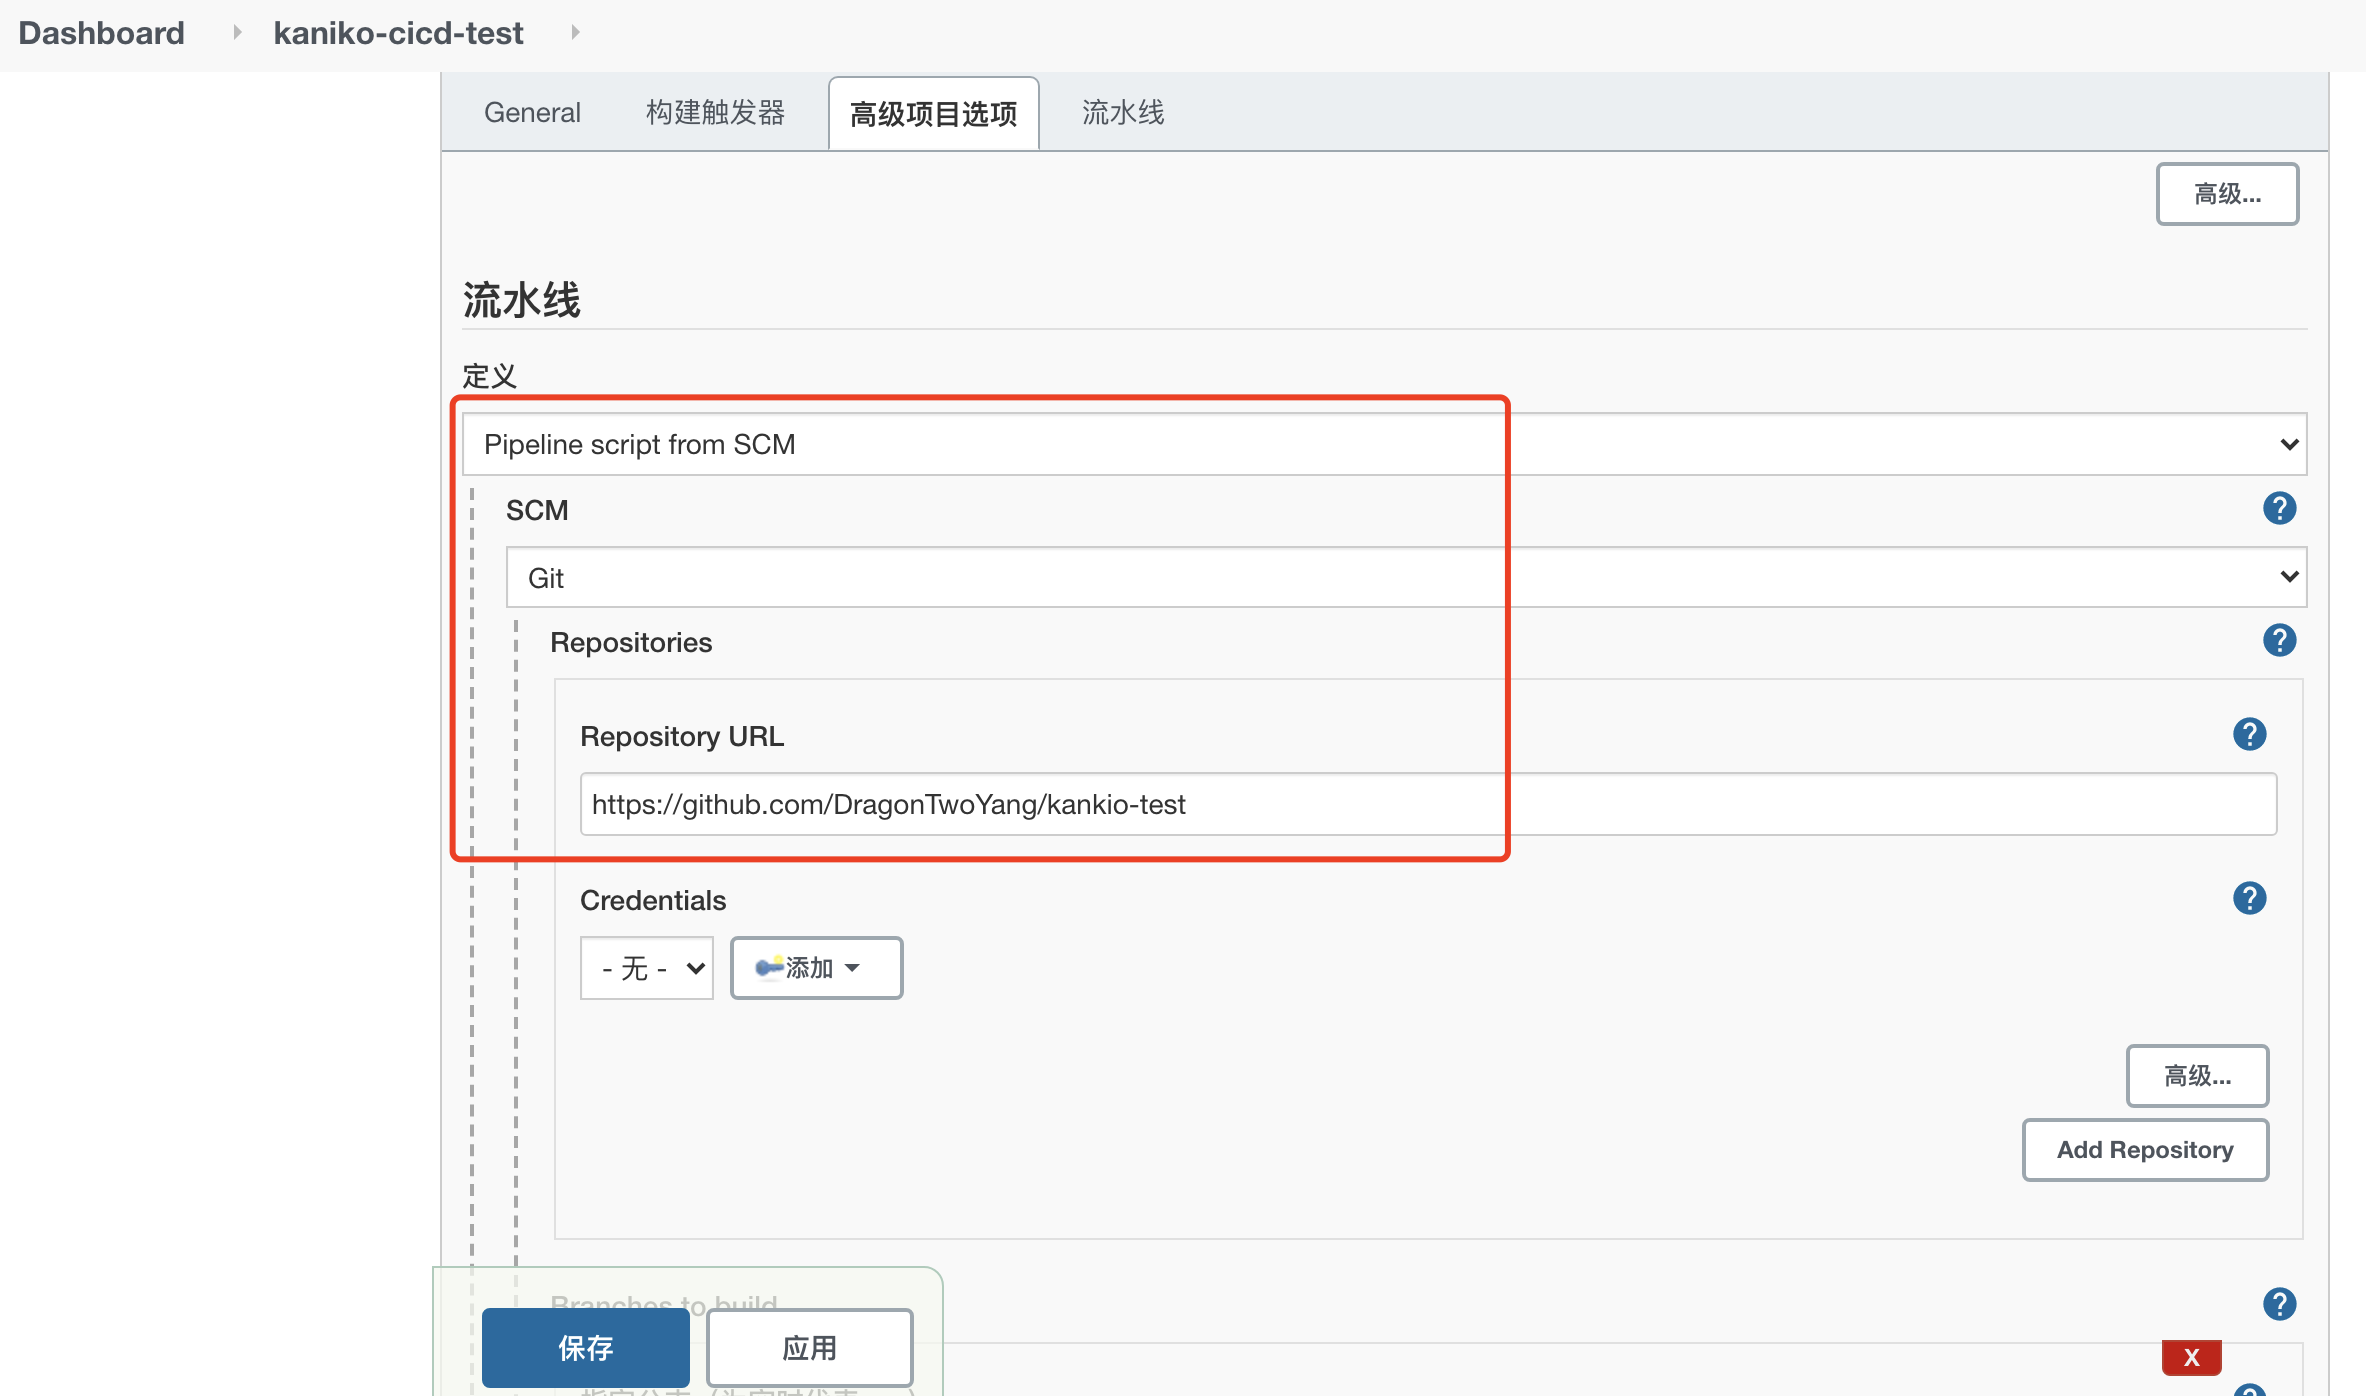 Dashboard kaniko-cicd-test
General 构建触发器 高级项目选项 流水线
高级...
流水线
定义
Pipeline script from SCM
SCM
Git
Repositories
Repository URL
https://github.com/DragonTwoYang/kankio-test
Credentials
- 无 - 添加
高级...
Add Repository
Branches to build
保存 应用
X